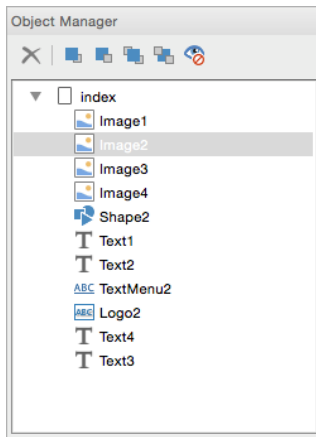 Object Manager
index
Image1
Image2
Image3
Image4
Shape2
T Text1
T Text2
ABC TextMenu2
ABC Logo2
T Text4
T Text3